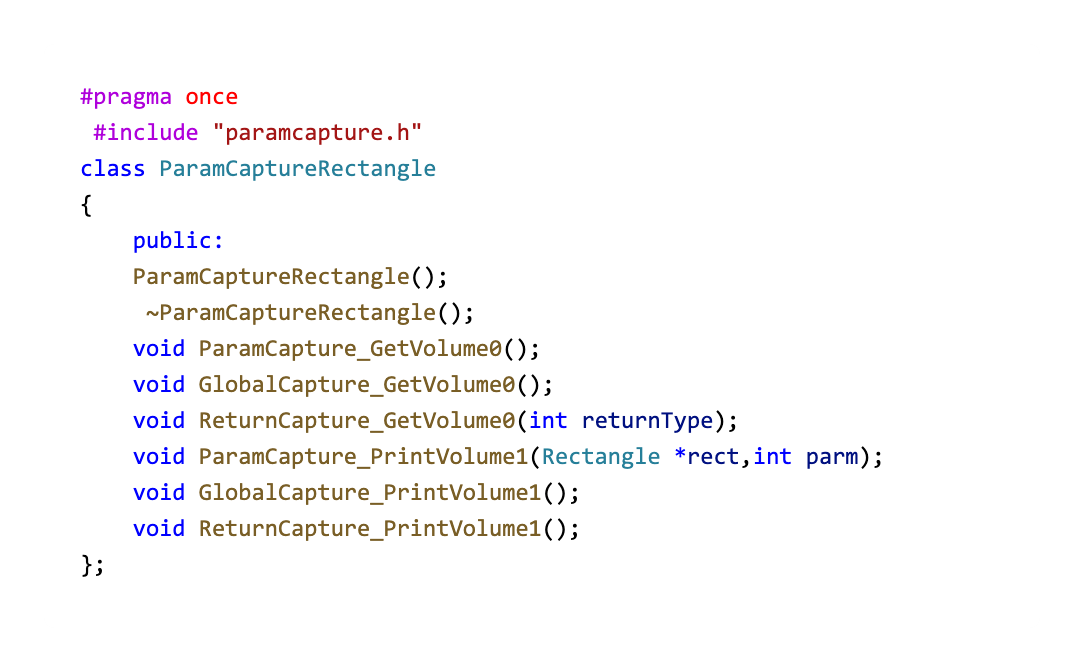 #pragma once
 #include "paramcapture.h"
class ParamCaptureRectangle
{
    public:
    ParamCaptureRectangle();
     ~ParamCaptureRectangle();
    void ParamCapture_GetVolume0();
    void GlobalCapture_GetVolume0();
    void ReturnCapture_GetVolume0(int returnType);
    void ParamCapture_PrintVolume1(Rectangle *rect,int parm);
    void GlobalCapture_PrintVolume1();
    void ReturnCapture_PrintVolume1();
};